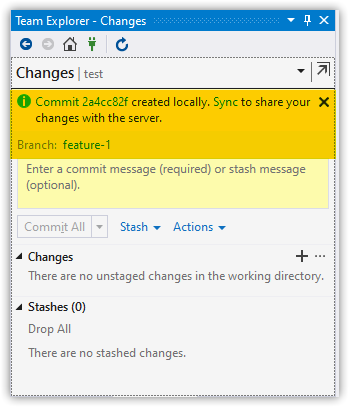 Team Explorer - Changes
Changes | test
Commit 2a4cc82f created locally. Sync to share your
changes with the server.
Branch: feature-1
Enter a commit message (required) or stash message
(optional).
Commit All Stash Actions
Changes
There are no unstaged changes in the working directory.
Stashes (0)
Drop All
There are no stashed changes.